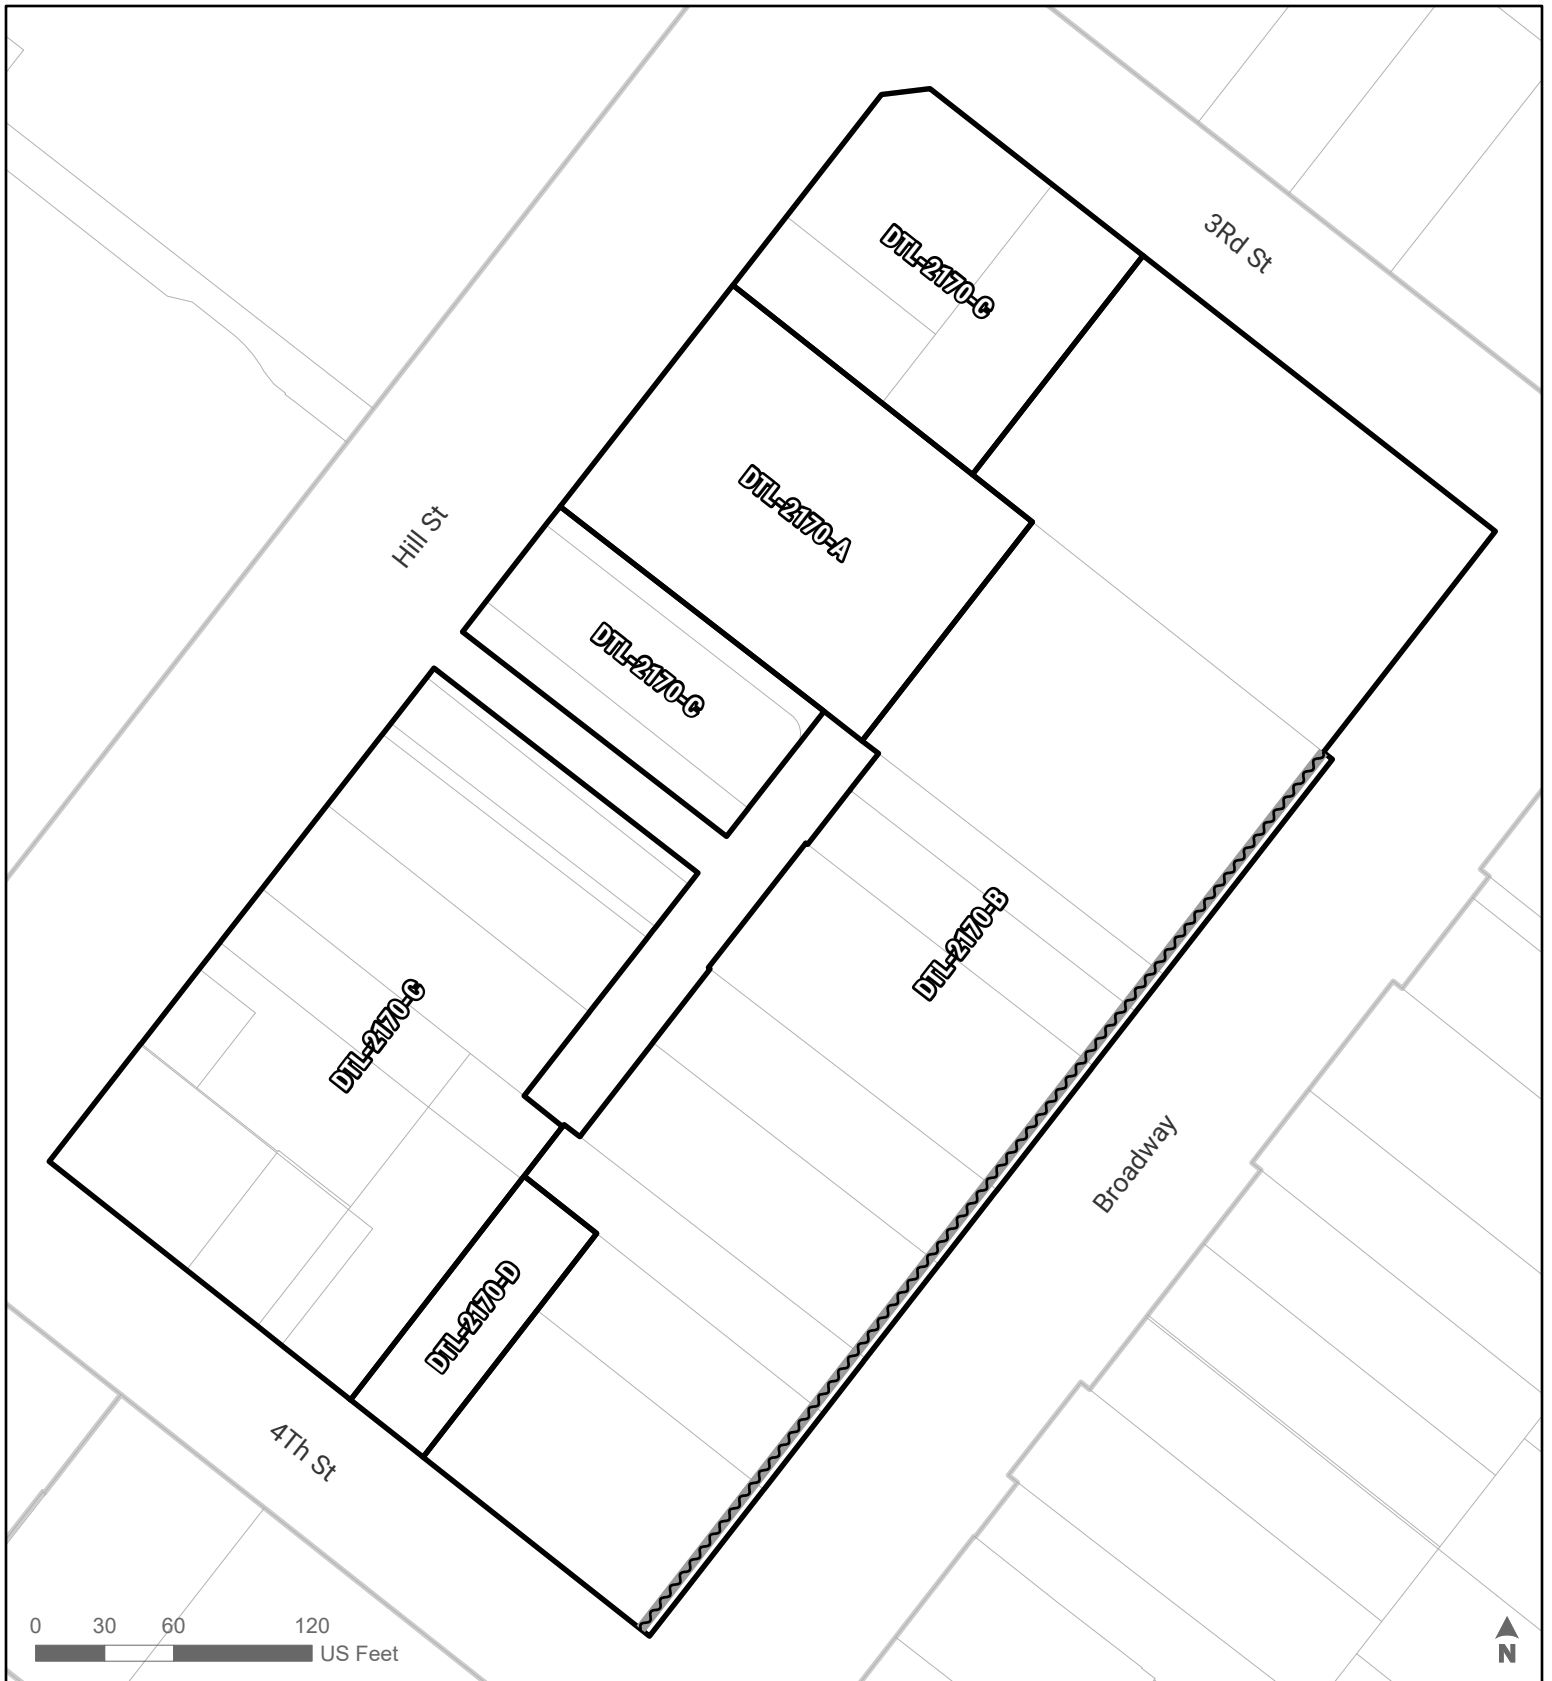 3Rd St
DTL-2170-C
DTL-2170-A
Hill St
DTL-2170-C
DTL-2170-B
DTL-2170-C
Broadway
DTL-2170-D
4Th St
0 30 60 120
US Feet
N